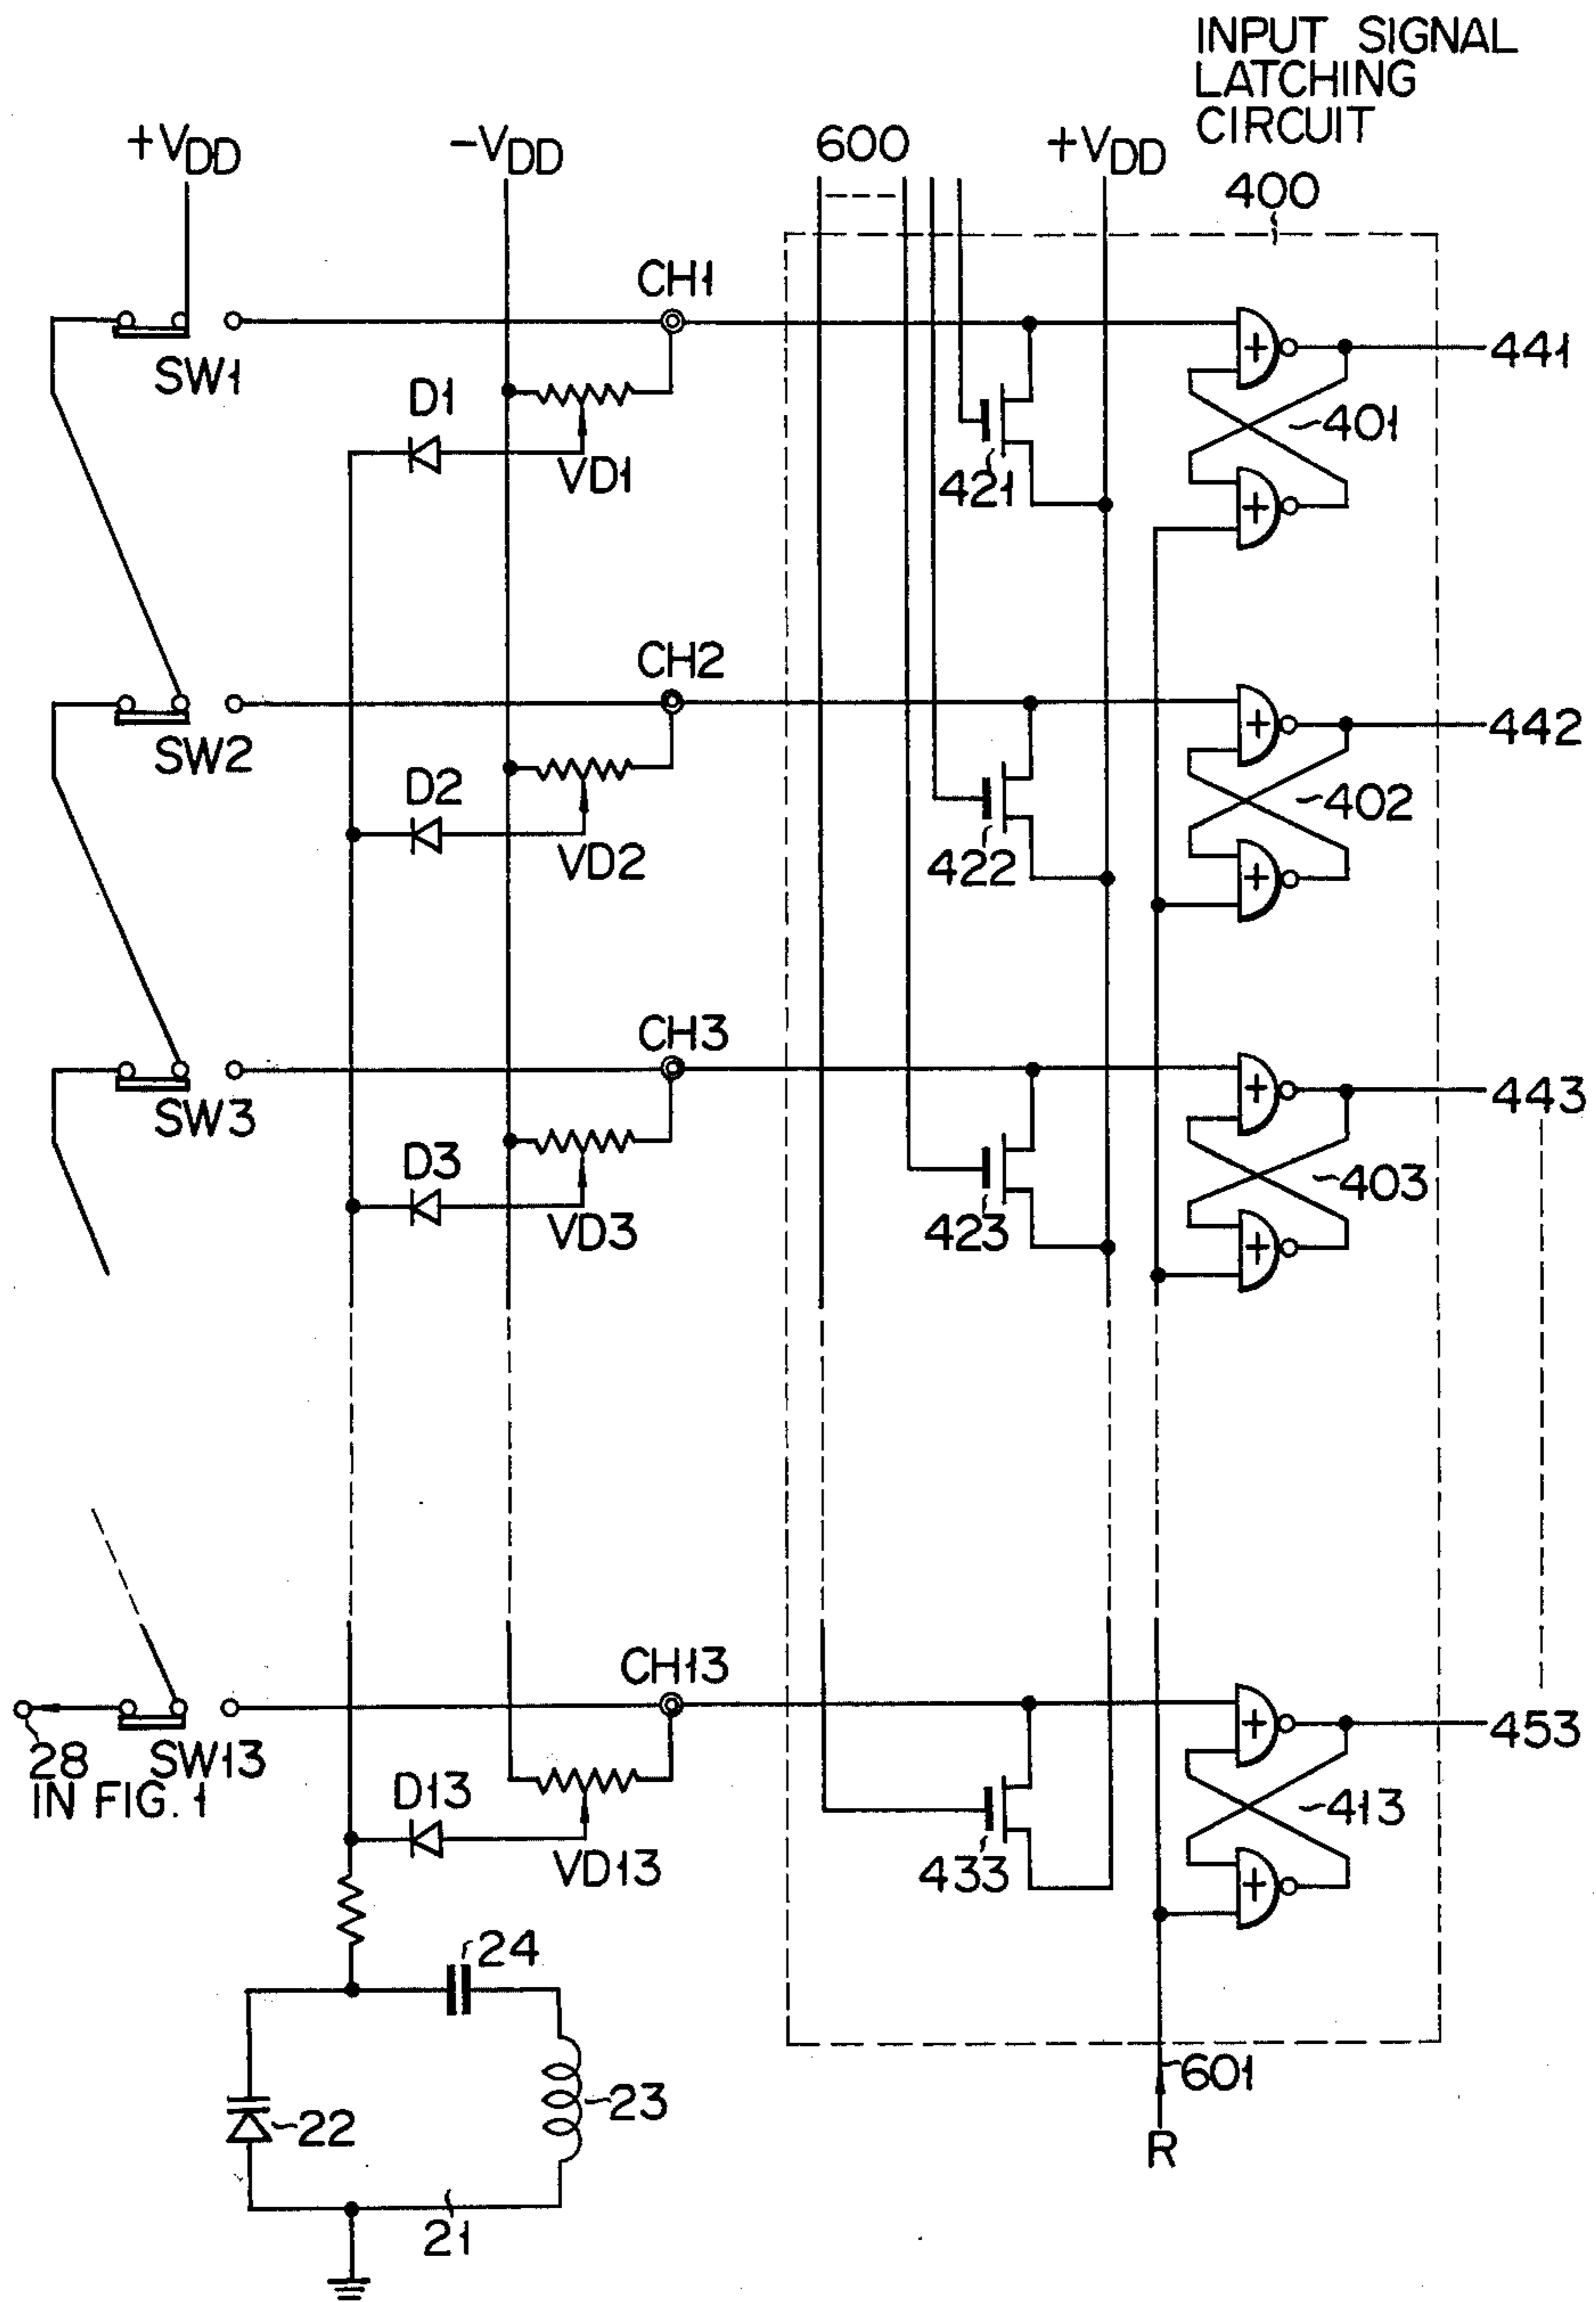 INPUT SIGNAL
LATCHING
CIRCUIT
+VDD
-VDD
600
+VDD
400
CH1
SW1
D1
VD1
421
441
401
CH2
SW2
D2
VD2
422
442
402
CH3
SW3
D3
VD3
423
443
403
CH13
28
IN FIG. 1
SW13
D13
VD13
433
453
413
24
22
23
21
601
R
+
+
+
+
+
+
+
+